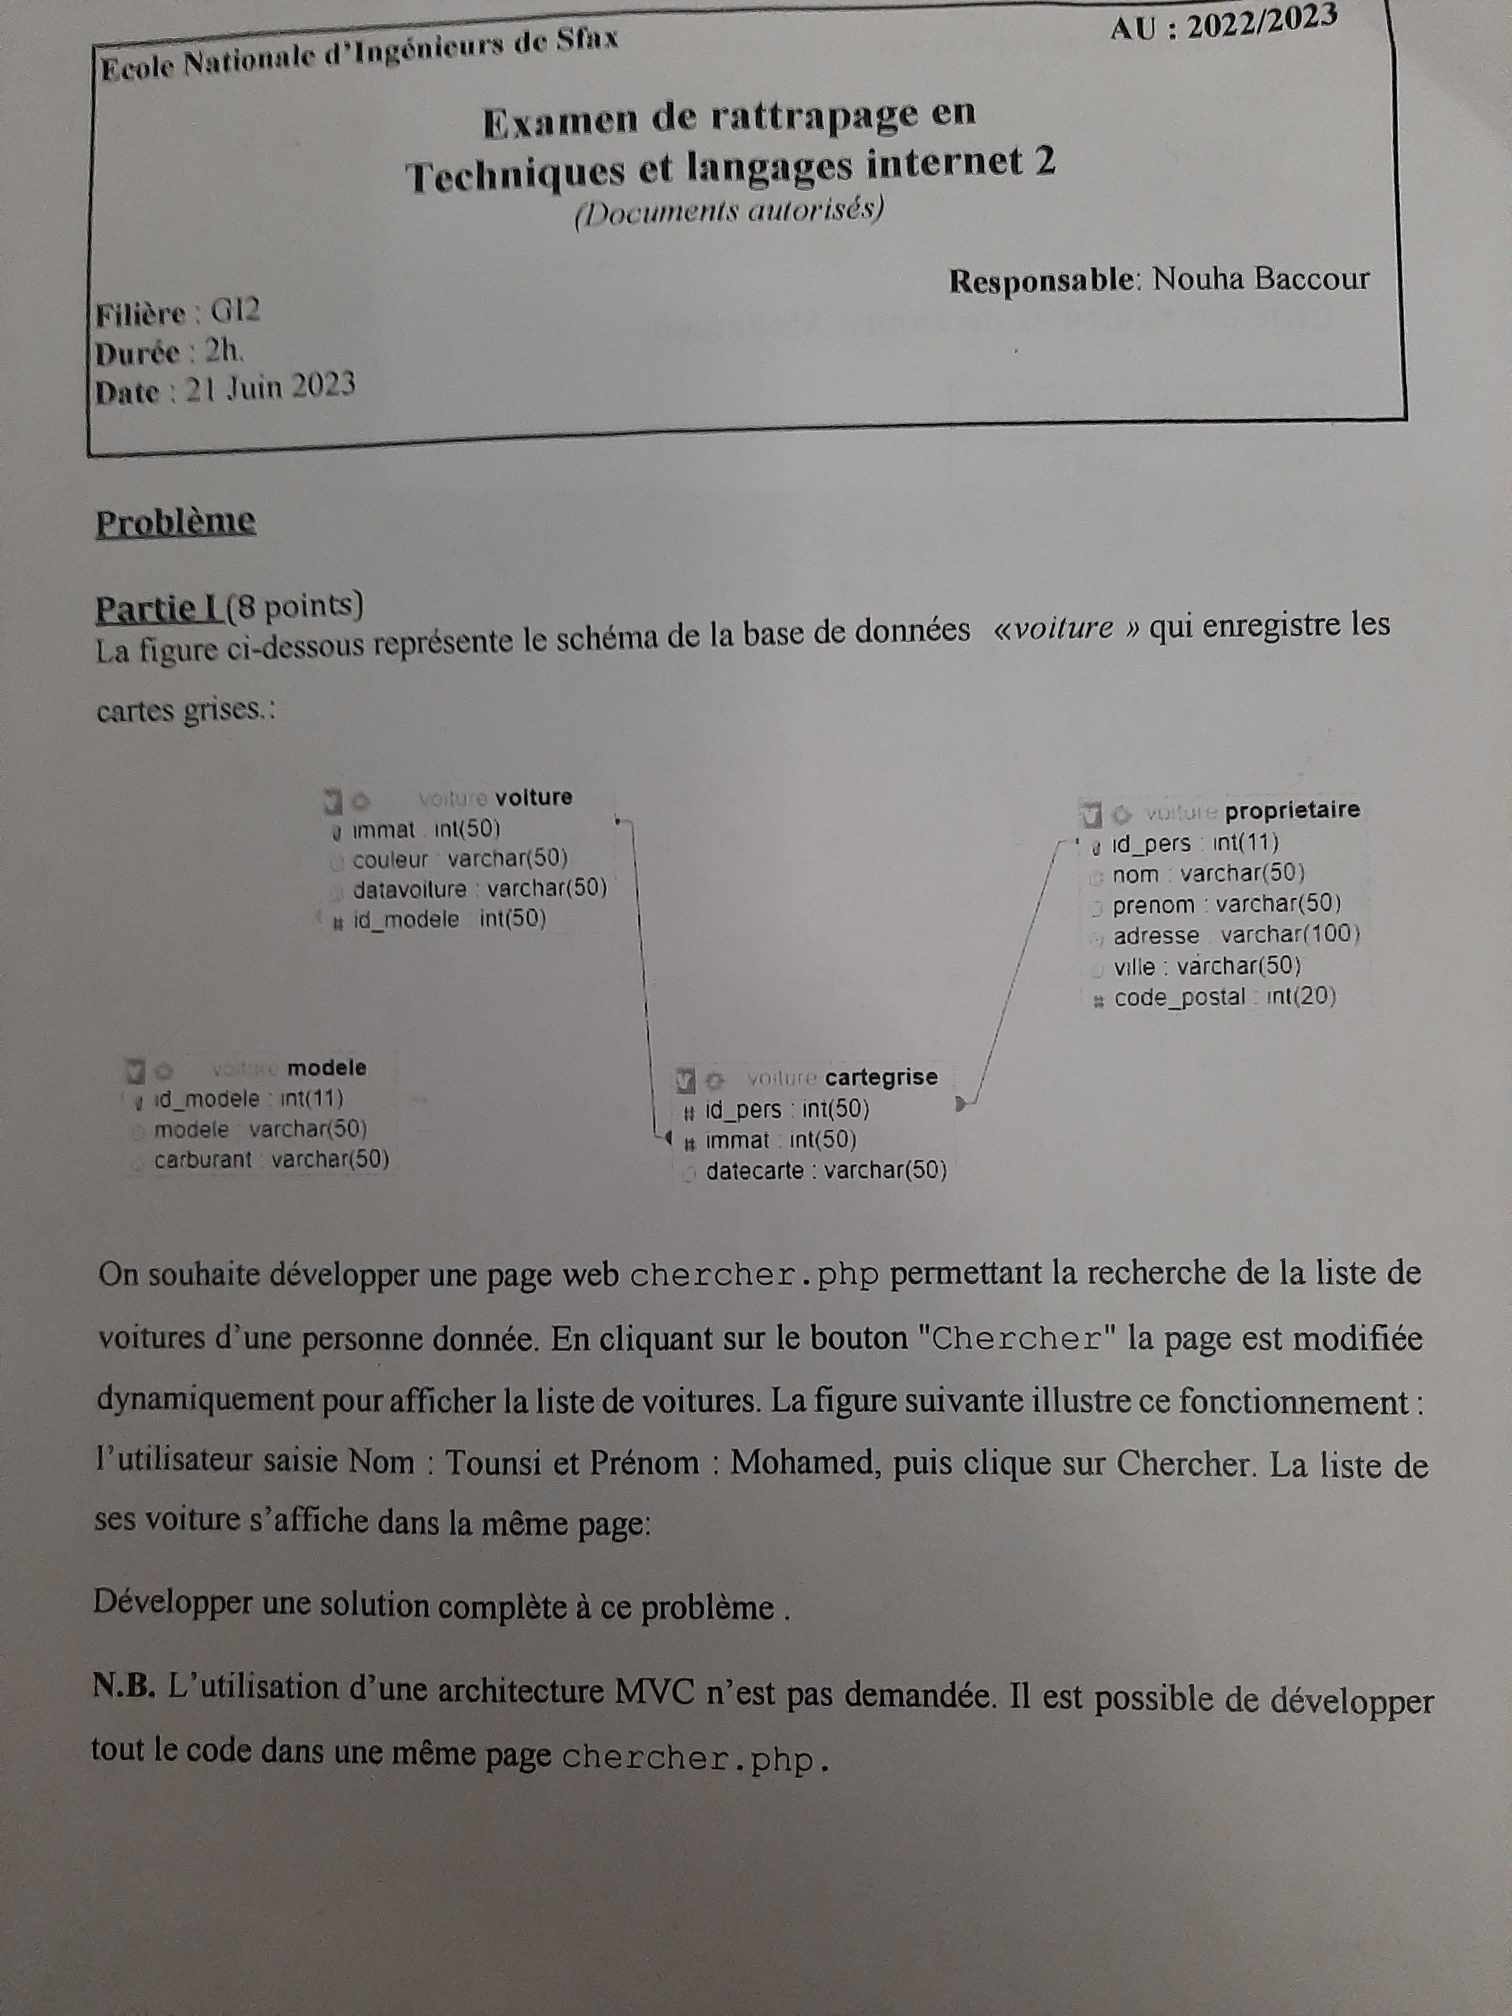 Ecole Nationale d'Ingénieurs de Sfax
AU : 2022/2023
Examen de rattrapage en
Techniques et langages internet 2
(Documents autorisés)
Responsable: Nouha Baccour
Filière : GI2
Durée : 2h.
Date : 21 Juin 2023
Problème
Partie I (8 points)
La figure ci-dessous représente le schéma de la base de données «voiture » qui enregistre les
cartes grises.:
voiture voiture
immat : int(50)
couleur : varchar(50)
datavoiture : varchar(50)
# id_modele : int(50)
voiture proprietaire
id_pers : int(11)
nom : varchar(50)
prenom : varchar(50)
adresse : varchar(100)
ville : varchar(50)
# code_postal : int(20)
voiture modele
id_modele : int(11)
modele : varchar(50)
carburant : varchar(50)
voiture cartegrise
# id_pers : int(50)
# immat : int(50)
datecarte : varchar(50)
On souhaite développer une page web chercher.php permettant la recherche de la liste de
voitures d'une personne donnée. En cliquant sur le bouton "Chercher" la page est modifiée
dynamiquement pour afficher la liste de voitures. La figure suivante illustre ce fonctionnement :
l'utilisateur saisie Nom : Tounsi et Prénom : Mohamed, puis clique sur Chercher. La liste de
ses voiture s'affiche dans la même page:
Développer une solution complète à ce problème .
N.B. L'utilisation d'une architecture MVC n'est pas demandée. Il est possible de développer
tout le code dans une même page chercher.php.